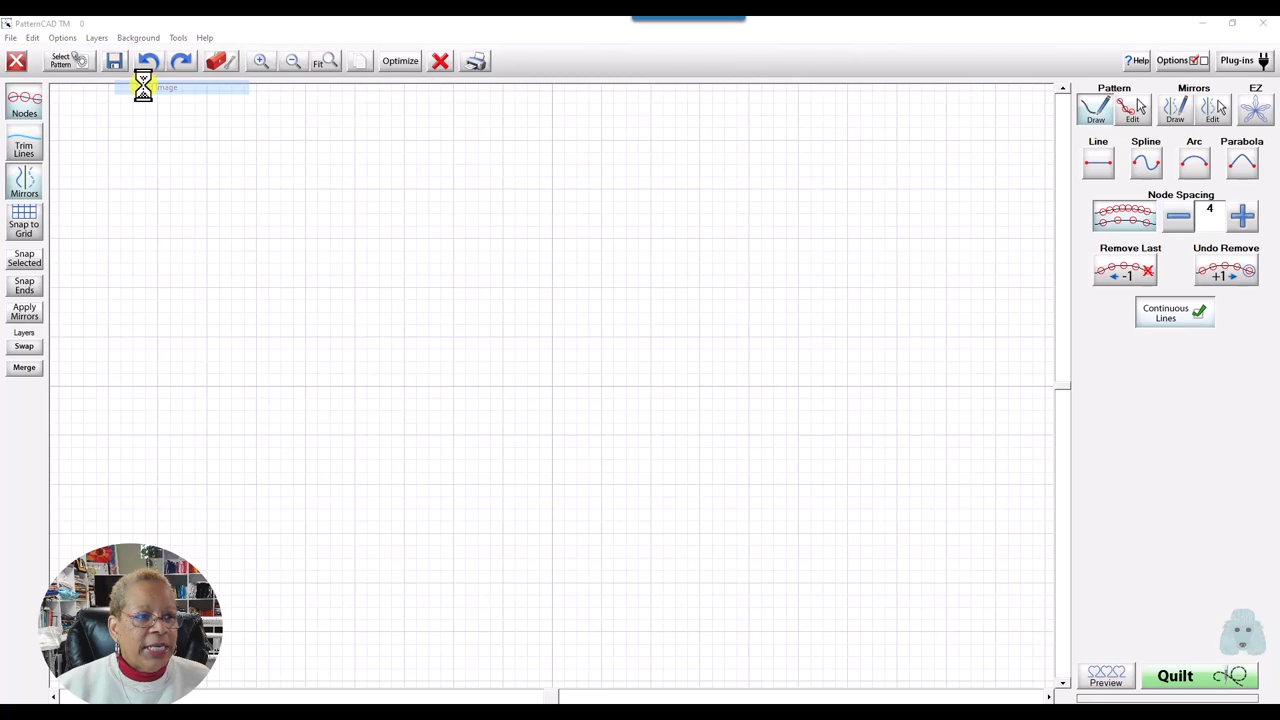 PatternCAD TM 0
File Edit Options Layers Background Tools Help
Select Pattern
Fit
Optimize
Help
Options
Plug-ins
Nodes
Trim Lines
Mirrors
Snap to Grid
Snap Selected
Snap Ends
Apply Mirrors
Layers
Swap
Merge
Pattern Mirrors EZ
Draw Edit Draw Edit
Line Spline Arc Parabola
Node Spacing
4
Remove Last Undo Remove
-1 +1
Continuous Lines
Preview
Quilt